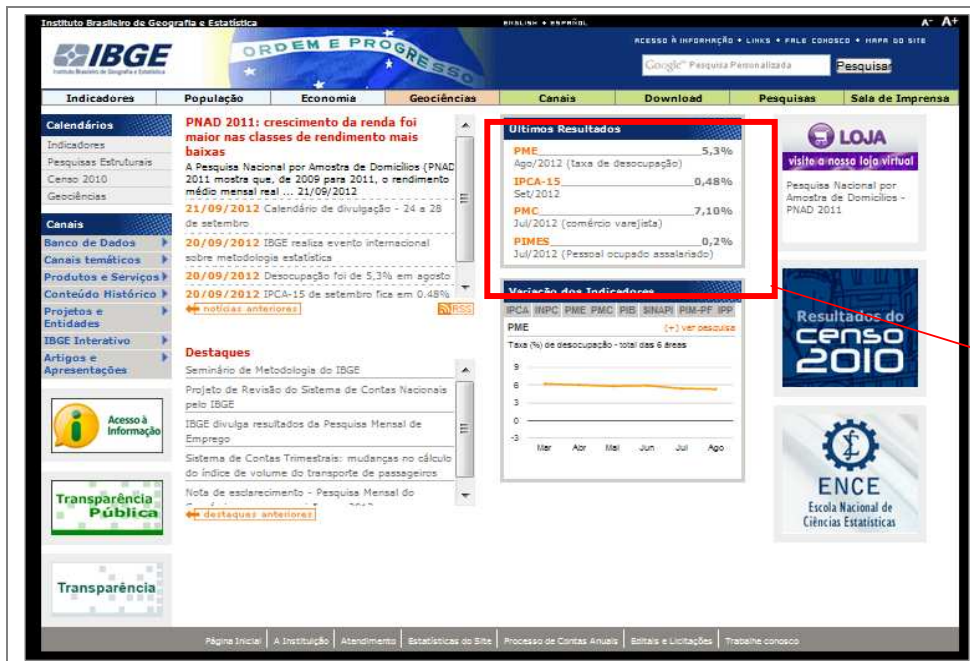 Instituto Brasileiro de Geografia e Estatística
ENGLISH • ESPAÑOL
A- A+
IBGE
Instituto Brasileiro de Geografia e Estatística
ORDEM E PROGRESSO
ACESSO À INFORMAÇÃO • LINKS • FALE CONOSCO • MAPA DO SITE
Google™ Pesquisa Personalizada
Pesquisar
Indicadores População Economia Geociências Canais Download Pesquisas Sala de Imprensa
Calendários
Indicadores
Pesquisas Estruturais
Censo 2010
Geociências
Canais
Banco de Dados
Canais temáticos
Produtos e Serviços
Conteúdo Histórico
Projetos e
Entidades
IBGE Interativo
Artigos e
Apresentações
Acesso à
Informação
Transparência
Pública
Transparência
PNAD 2011: crescimento da renda foi
maior nas classes de rendimento mais
baixas
A Pesquisa Nacional por Amostra de Domicílios (PNAD
2011 mostra que, de 2009 para 2011, o rendimento
médio mensal real ... 21/09/2012
21/09/2012 Calendário de divulgação - 24 a 28
de setembro
20/09/2012 IBGE realiza evento internacional
sobre metodologia estatística
20/09/2012 Desocupação foi de 5,3% em agosto
20/09/2012 IPCA-15 de setembro fica em 0.48%
notícias anteriores
RSS
Destaques
Seminário de Metodologia do IBGE
Projeto de Revisão do Sistema de Contas Nacionais
pelo IBGE
IBGE divulga resultados da Pesquisa Mensal de
Emprego
Sistema de Contas Trimestrais: mudanças no cálculo
do índice de volume do transporte de passageiros
Nota de esclarecimento - Pesquisa Mensal do
destaques anteriores
Últimos Resultados
PME 5,3%
Ago/2012 (taxa de desocupação)
IPCA-15 0,48%
Set/2012
PMC 7,10%
Jul/2012 (comércio varejista)
PIMES 0,2%
Jul/2012 (Pessoal ocupado assalariado)
Variação dos Indicadores
IPCA INPC PME PMC PIB SINAPI PIM-PF IPP
PME (+) ver pesquisa
Taxa (%) de desocupação - total das 6 áreas
9
6
3
0
-3
Mar Abr Mai Jun Jul Ago
LOJA
visite a nossa loja virtual
Pesquisa Nacional por
Amostra de Domicílios -
PNAD 2011
Resultados do
censo
2010
ENCE
Escola Nacional de
Ciências Estatísticas
Página Inicial | A Instituição | Atendimento | Estatísticas do Site | Processo de Contas Anuais | Editais e Licitações | Trabalhe conosco